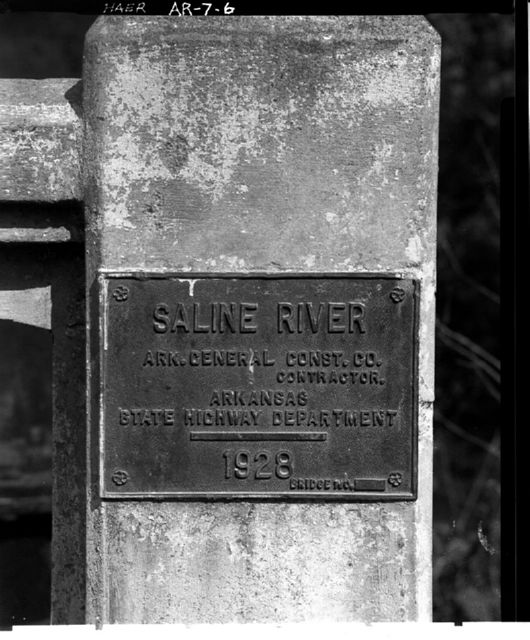 HAER AR-7-6
SALINE RIVER
ARK. GENERAL CONST. CO.
CONTRACTOR.
ARKANSAS
STATE HIGHWAY DEPARTMENT
1928
BRIDGE NO.